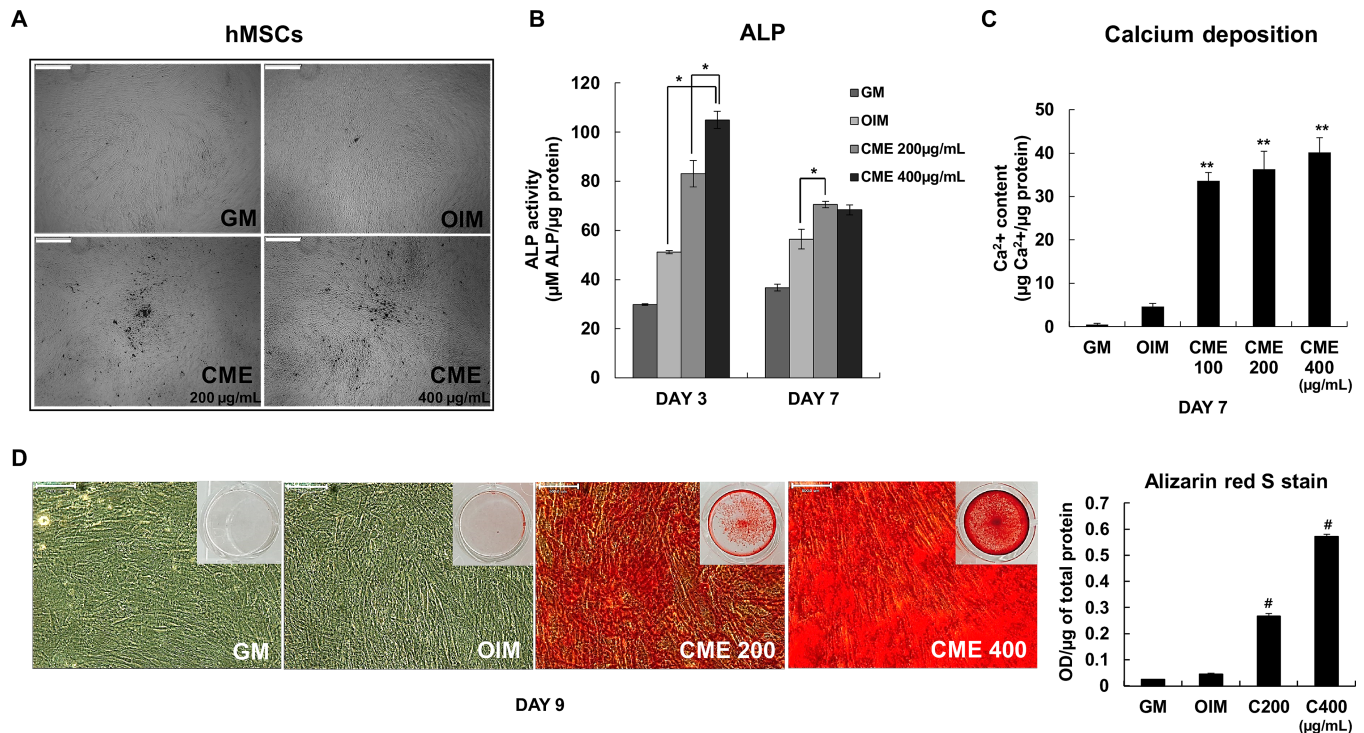 A
hMSCs
GM
OIM
CME
200 µg/mL
CME
400 µg/mL
B
ALP
ALP activity
(µM ALP/µg protein)
120
100
80
60
40
20
0
*
*
*
GM
OIM
CME 200µg/mL
CME 400µg/mL
DAY 3
DAY 7
C
Calcium deposition
Ca²⁺ content
(µg Ca²⁺/µg protein)
50
40
30
20
10
0
**
**
**
GM
OIM
CME
100
CME
200
CME
400
(µg/mL)
DAY 7
D
GM
OIM
CME 200
CME 400
DAY 9
Alizarin red S stain
OD/µg of total protein
0.7
0.6
0.5
0.4
0.3
0.2
0.1
0
#
#
GM
OIM
C200
C400
(µg/mL)